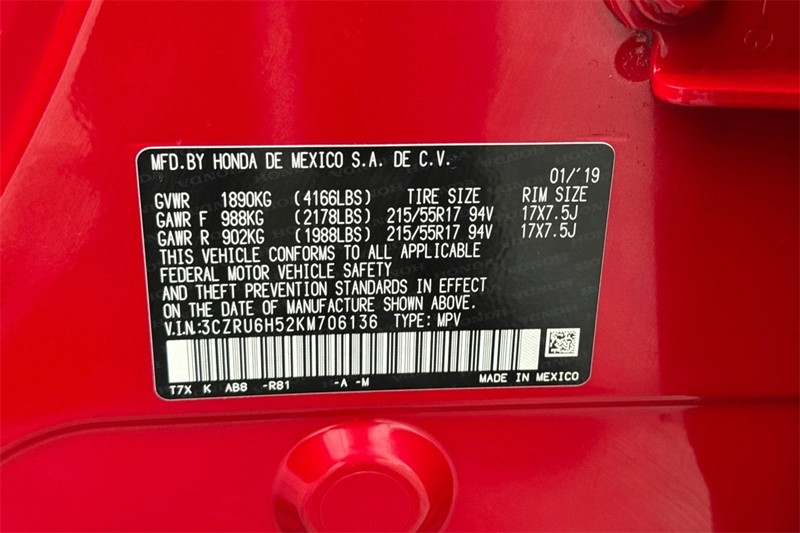 MFD.BY HONDA DE MEXICO S.A. DE C.V.
01/'19
GVWR 1890KG (4166LBS) TIRE SIZE RIM SIZE
GAWR F 988KG (2178LBS) 215/55R17 94V 17X7.5J
GAWR R 902KG (1988LBS) 215/55R17 94V 17X7.5J
THIS VEHICLE CONFORMS TO ALL APPLICABLE
FEDERAL MOTOR VEHICLE SAFETY
AND THEFT PREVENTION STANDARDS IN EFFECT
ON THE DATE OF MANUFACTURE SHOWN ABOVE.
V.I.N:3CZRU6H52KM706136 TYPE: MPV
T7X K AB8 -R81 -A -M MADE IN MEXICO